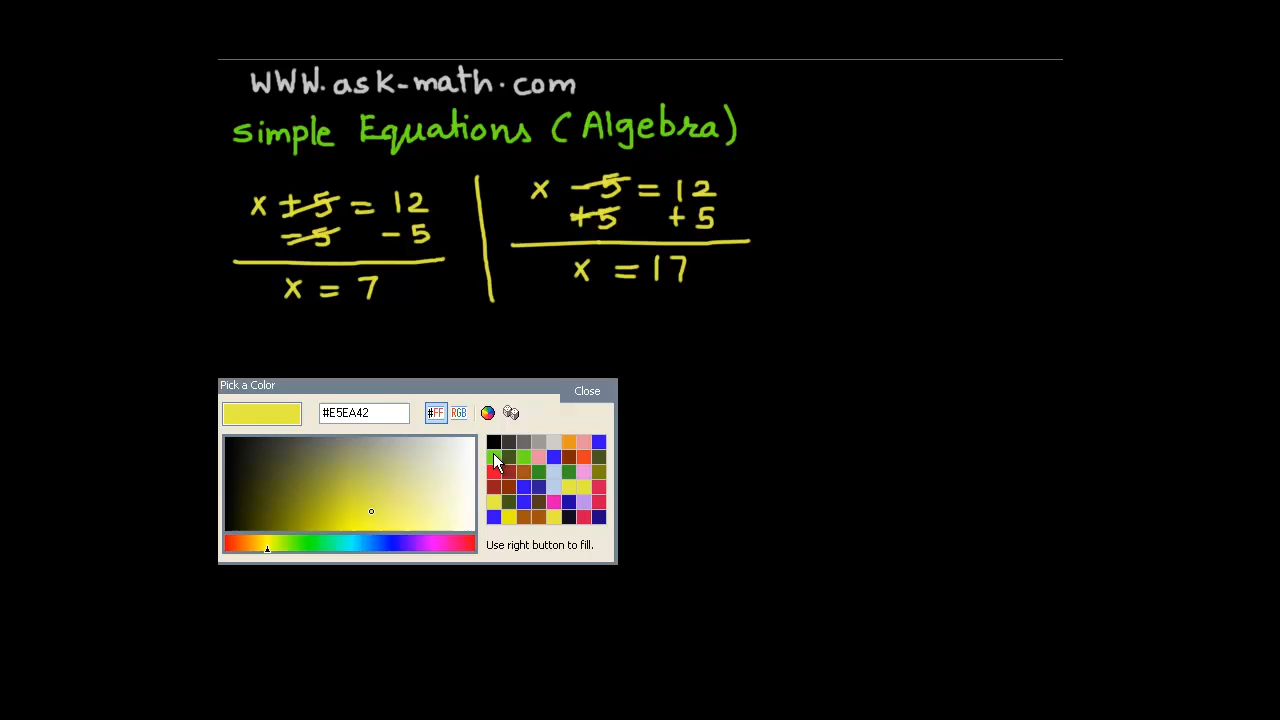 www.ask-math.com
simple Equations (Algebra)
x + 5 = 12
- 5 - 5
x = 7
x - 5 = 12
+ 5 + 5
x = 17
Pick a Color
Close
#E5EA42
#FF
RGB
Use right button to fill.